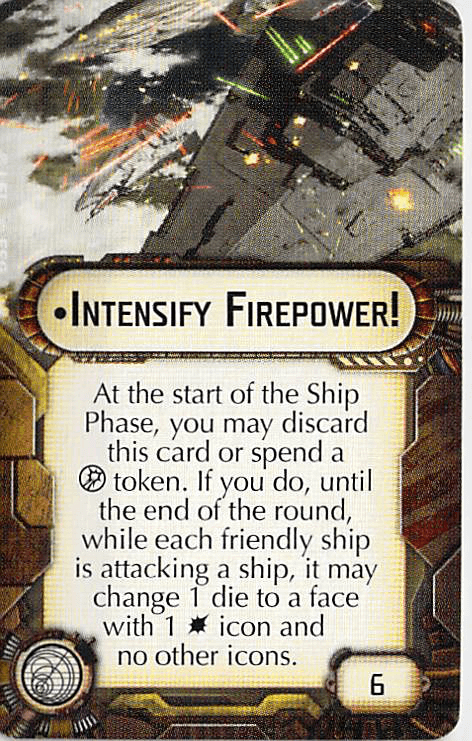 •INTENSIFY FIREPOWER!
At the start of the Ship
Phase, you may discard
this card or spend a
token. If you do, until
the end of the round,
while each friendly ship
is attacking a ship, it may
change 1 die to a face
with 1 icon and
no other icons.
6